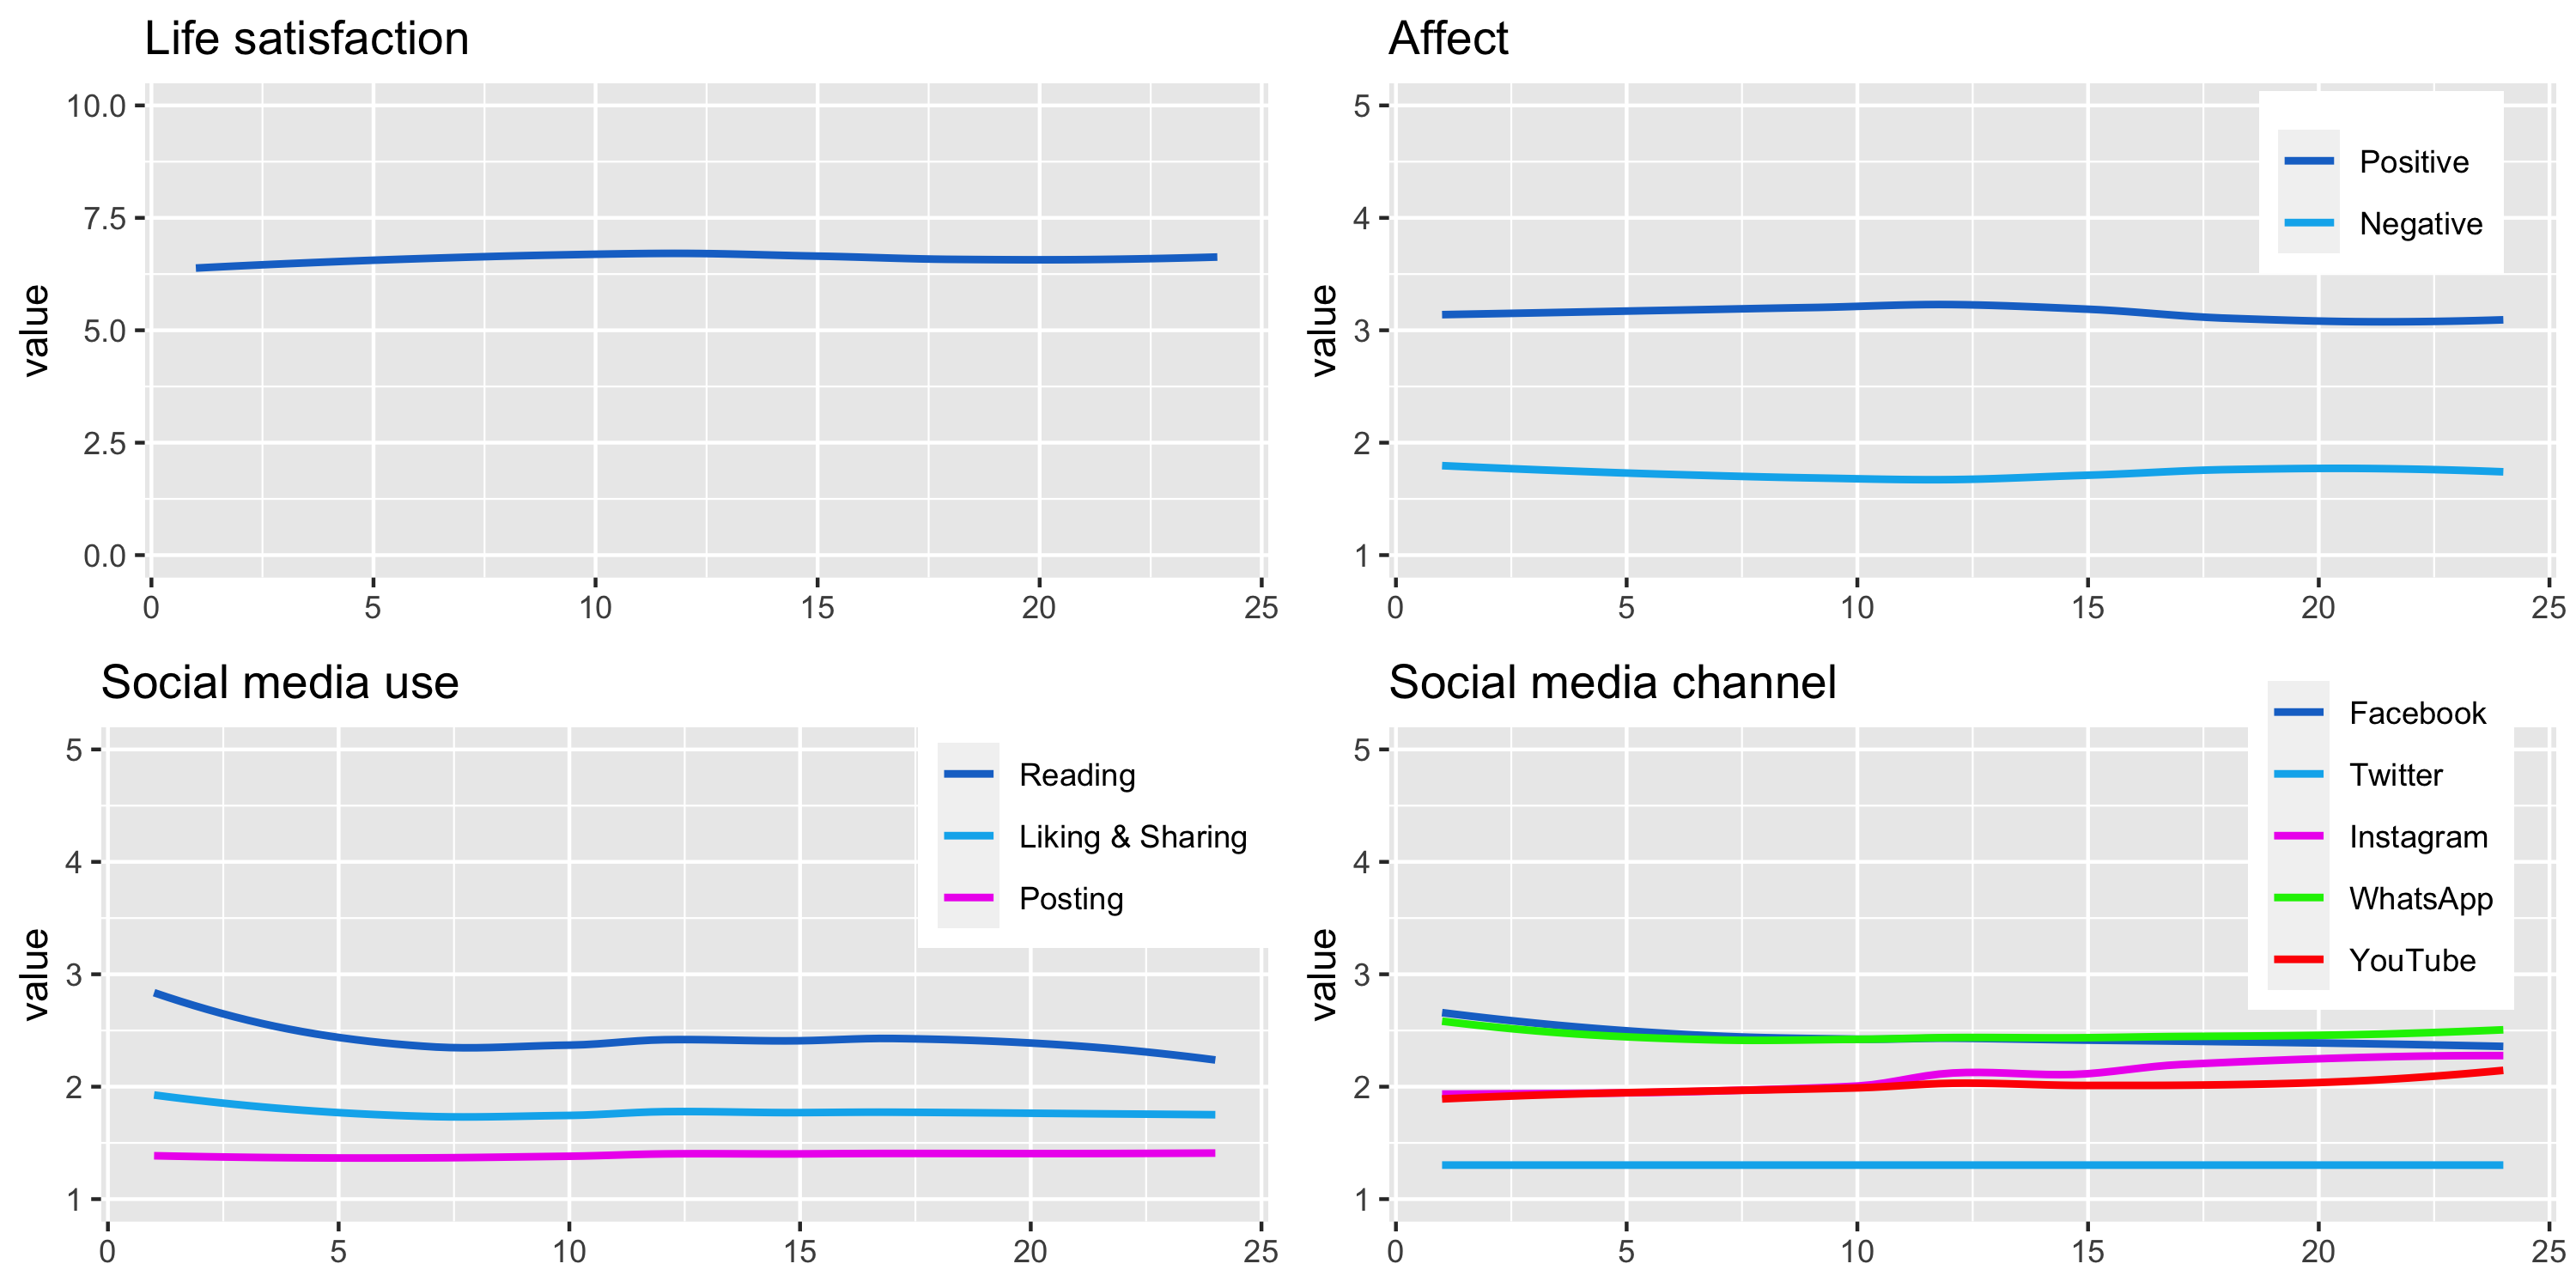 Life satisfaction
value
10.0
7.5
5.0
2.5
0.0
0 5 10 15 20 25
Affect
value
5
4
3
2
1
Positive
Negative
0 5 10 15 20 25
Social media use
value
5
4
3
2
1
Reading
Liking & Sharing
Posting
0 5 10 15 20 25
Social media channel
value
5
4
3
2
1
Facebook
Twitter
Instagram
WhatsApp
YouTube
0 5 10 15 20 25